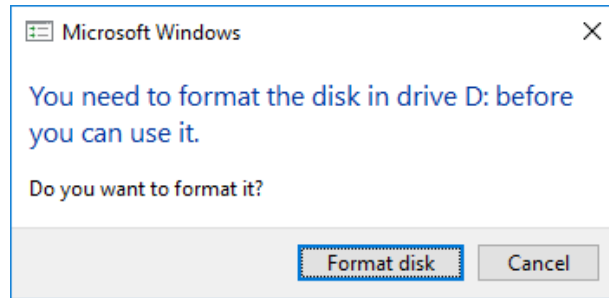 Microsoft Windows
You need to format the disk in drive D: before
you can use it.
Do you want to format it?
Format disk
Cancel